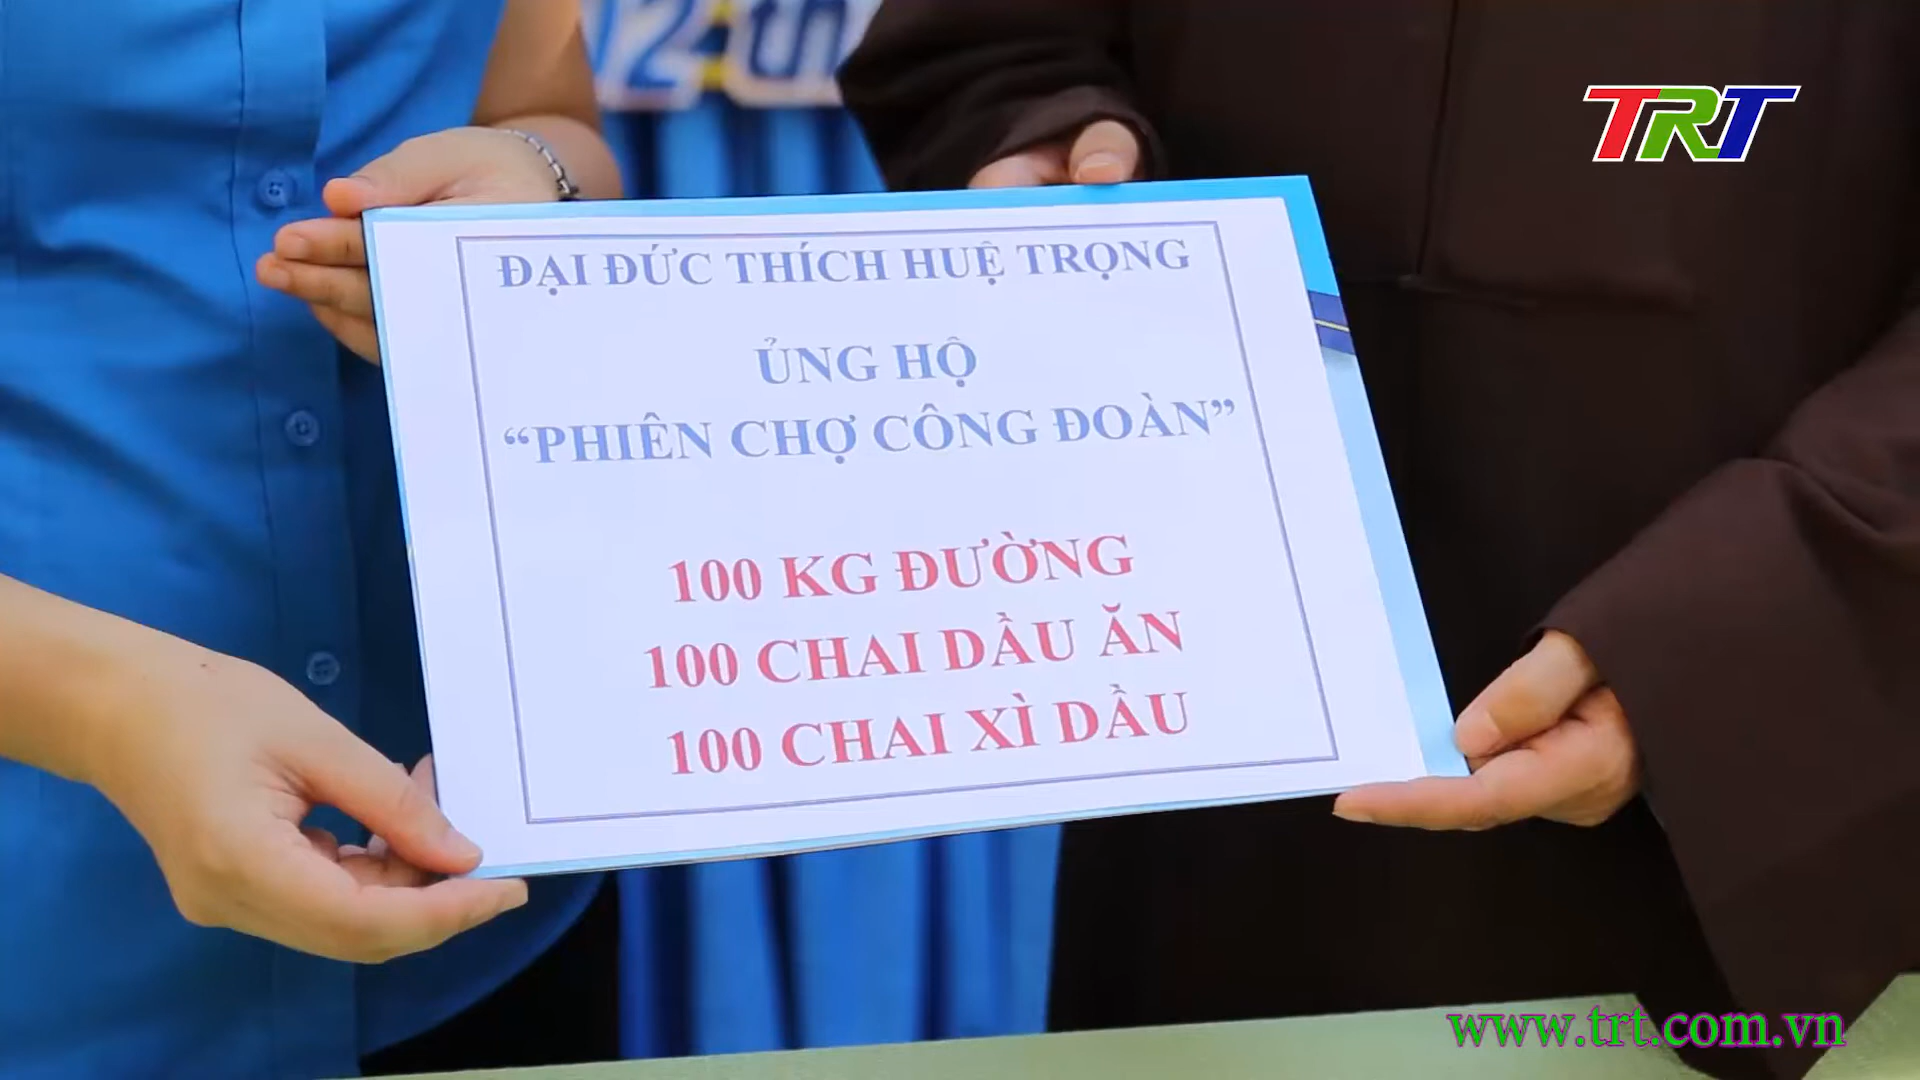 TRT
ĐẠI ĐỨC THÍCH HUỆ TRỌNG
ỦNG HỘ
“PHIÊN CHỢ CÔNG ĐOÀN”
100 KG ĐƯỜNG
100 CHAI DẦU ĂN
100 CHAI XÌ DẦU
www.trt.com.vn